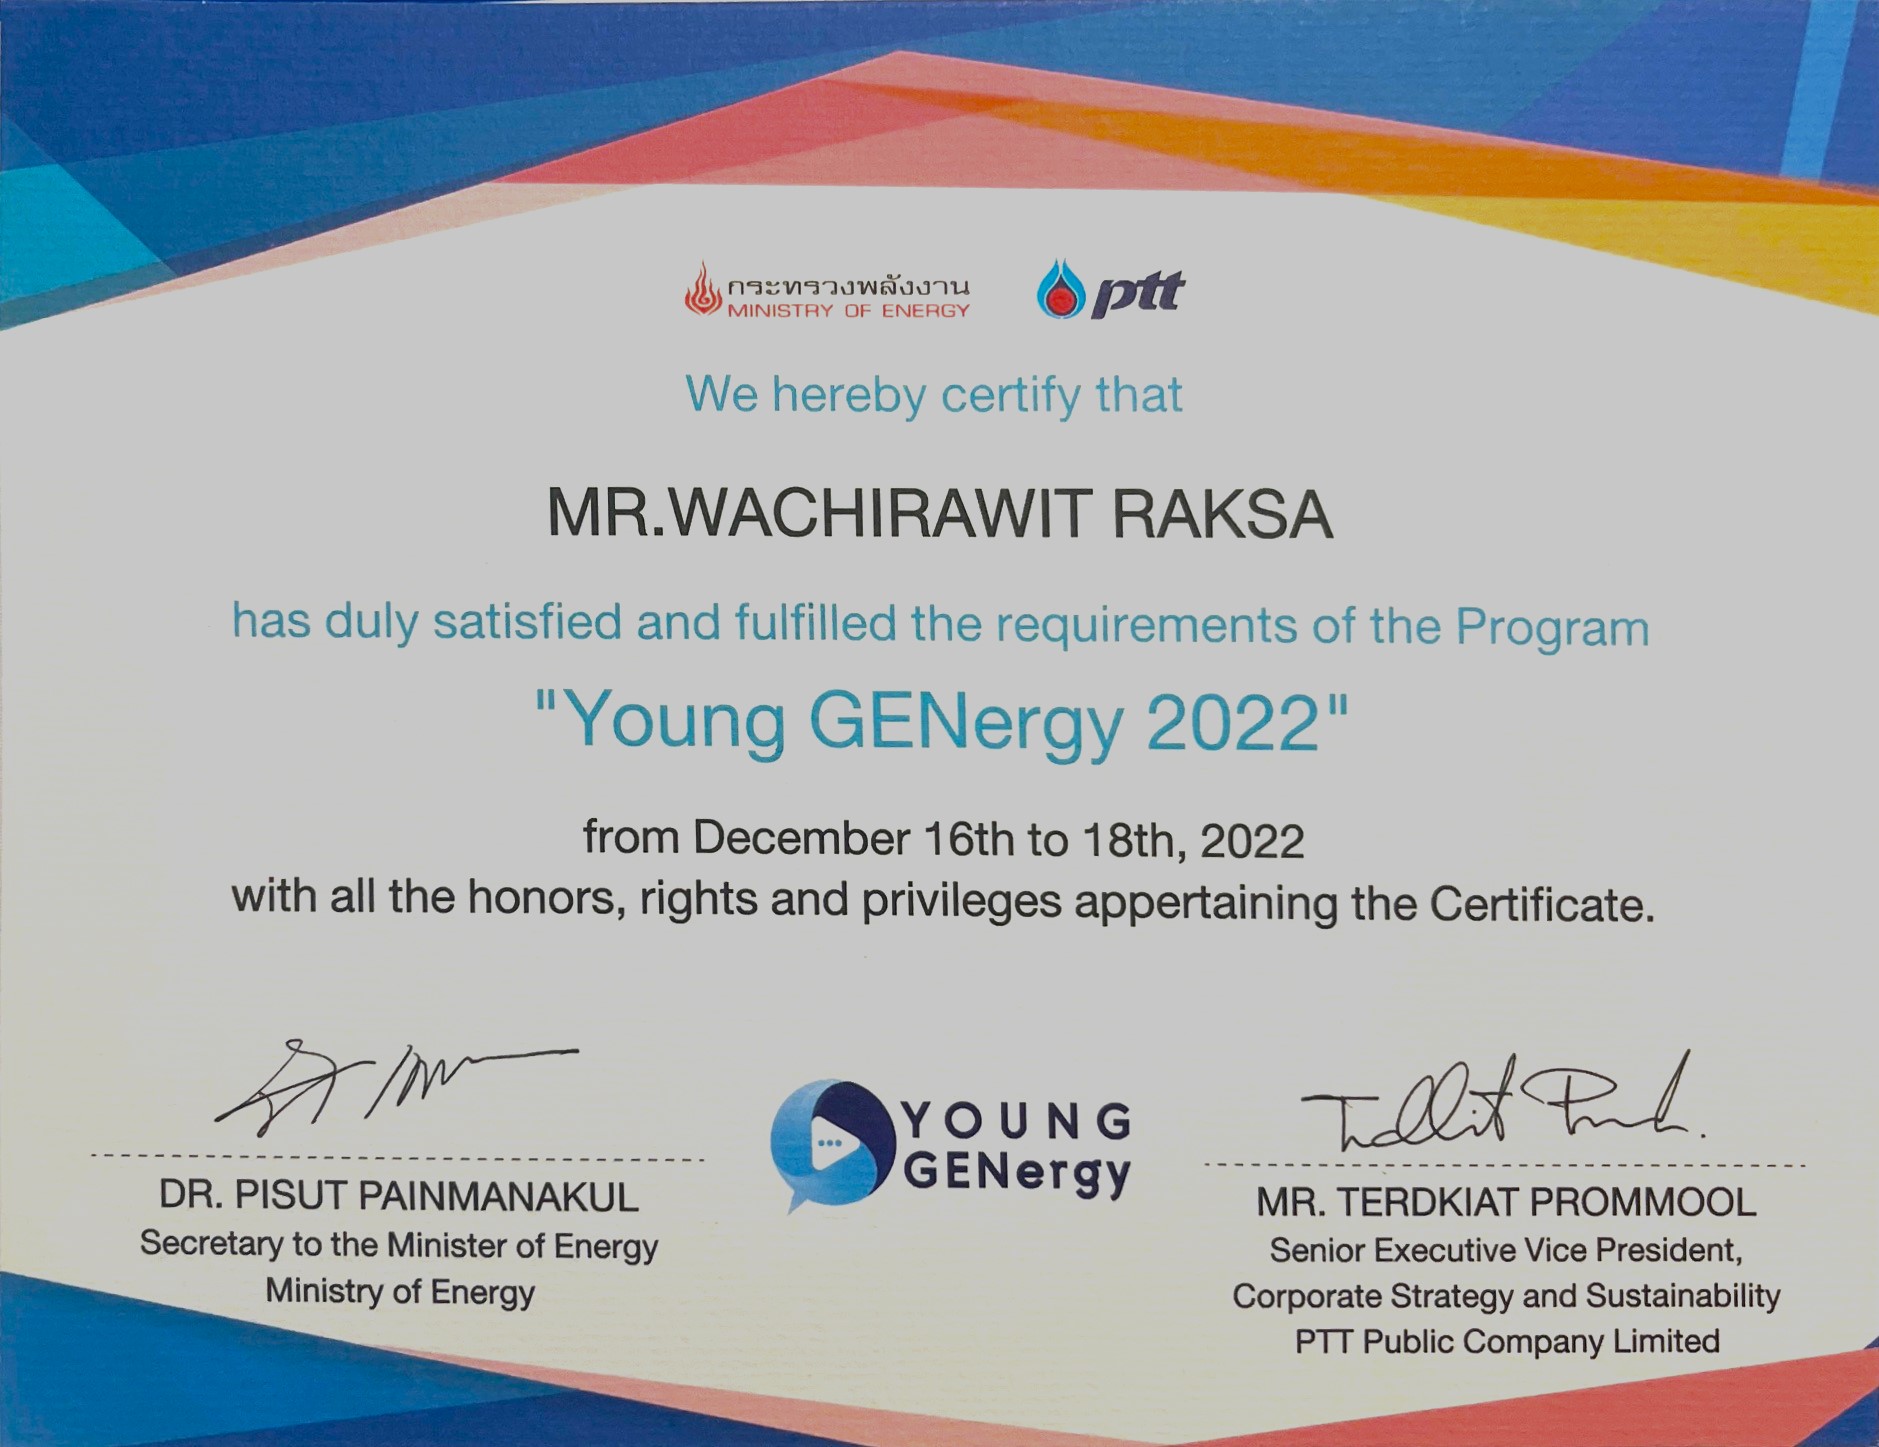 กระทรวงพลังงาน
MINISTRY OF ENERGY
ptt
We hereby certify that
MR.WACHIRAWIT RAKSA
has duly satisfied and fulfilled the requirements of the Program
"Young GENergy 2022"
from December 16th to 18th, 2022
with all the honors, rights and privileges appertaining the Certificate.
DR. PISUT PAINMANAKUL
Secretary to the Minister of Energy
Ministry of Energy
YOUNG
GENergy
MR. TERDKIAT PROMMOOL
Senior Executive Vice President,
Corporate Strategy and Sustainability
PTT Public Company Limited